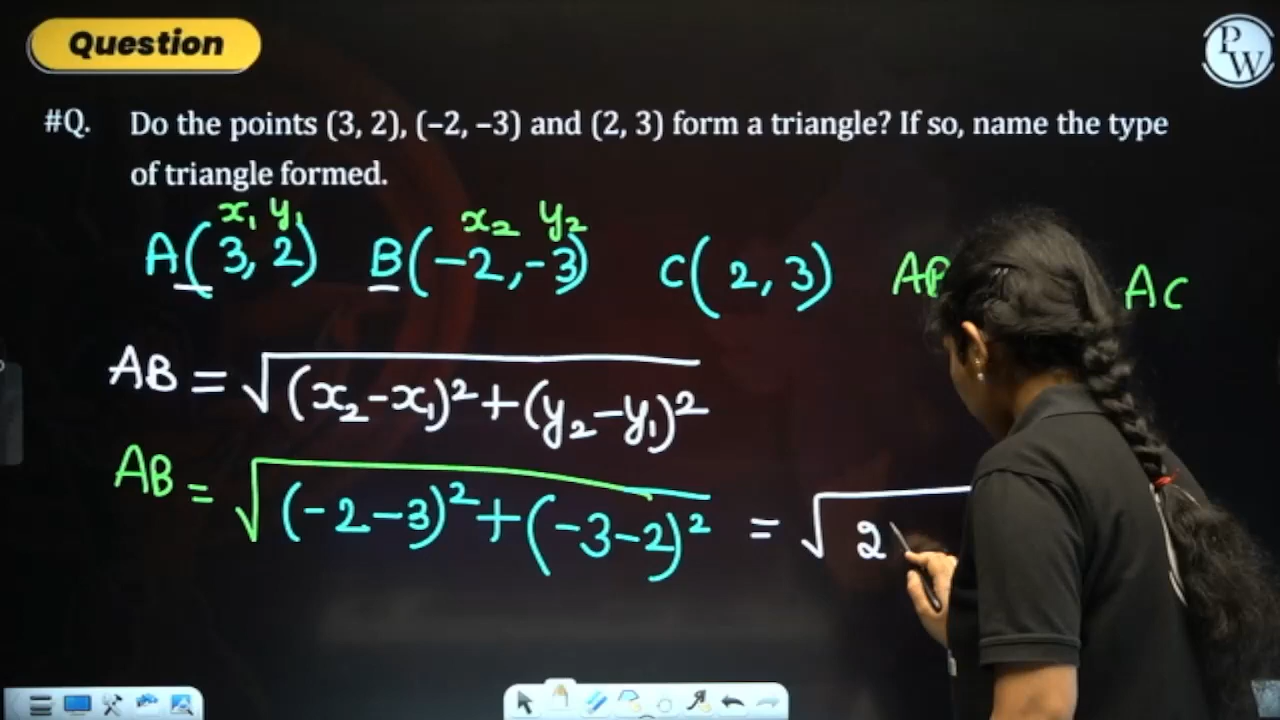 Question
PW
#Q. Do the points (3, 2), (–2, –3) and (2, 3) form a triangle? If so, name the type
of triangle formed.
x₁ y₁ x₂ y₂
A(3, 2) B(-2, -3) C(2, 3) AB AC
AB = √((x₂-x₁)²+(y₂-y₁)²)
AB = √((-2-3)²+(-3-2)²) = √2